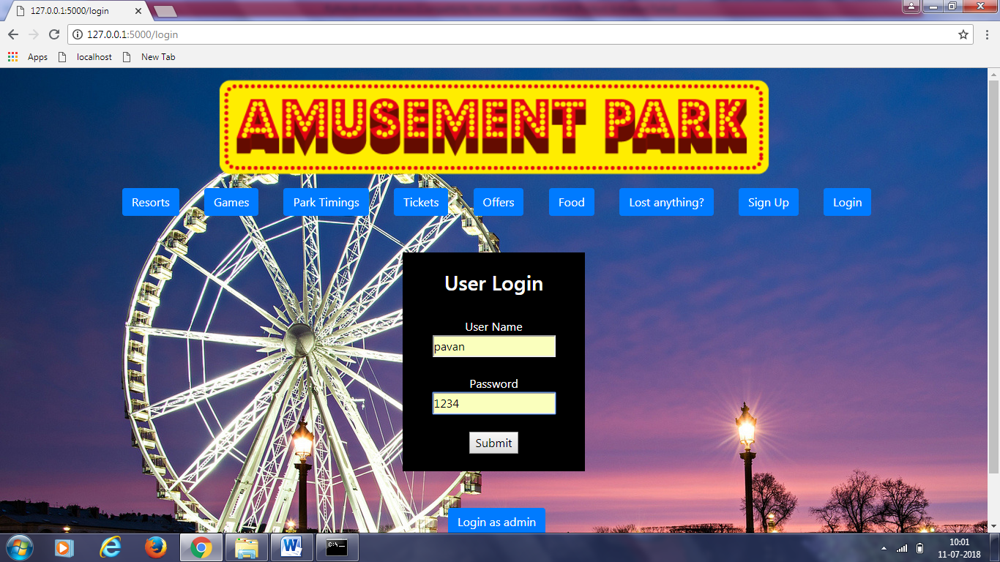 127.0.0.1:5000/login
127.0.0.1:5000/login
Apps localhost New Tab
AMUSEMENT PARK
Resorts Games Park Timings Tickets Offers Food Lost anything? Sign Up Login
User Login
User Name
pavan
Password
1234
Submit
Login as admin
C:\_
10:01
11-07-2018